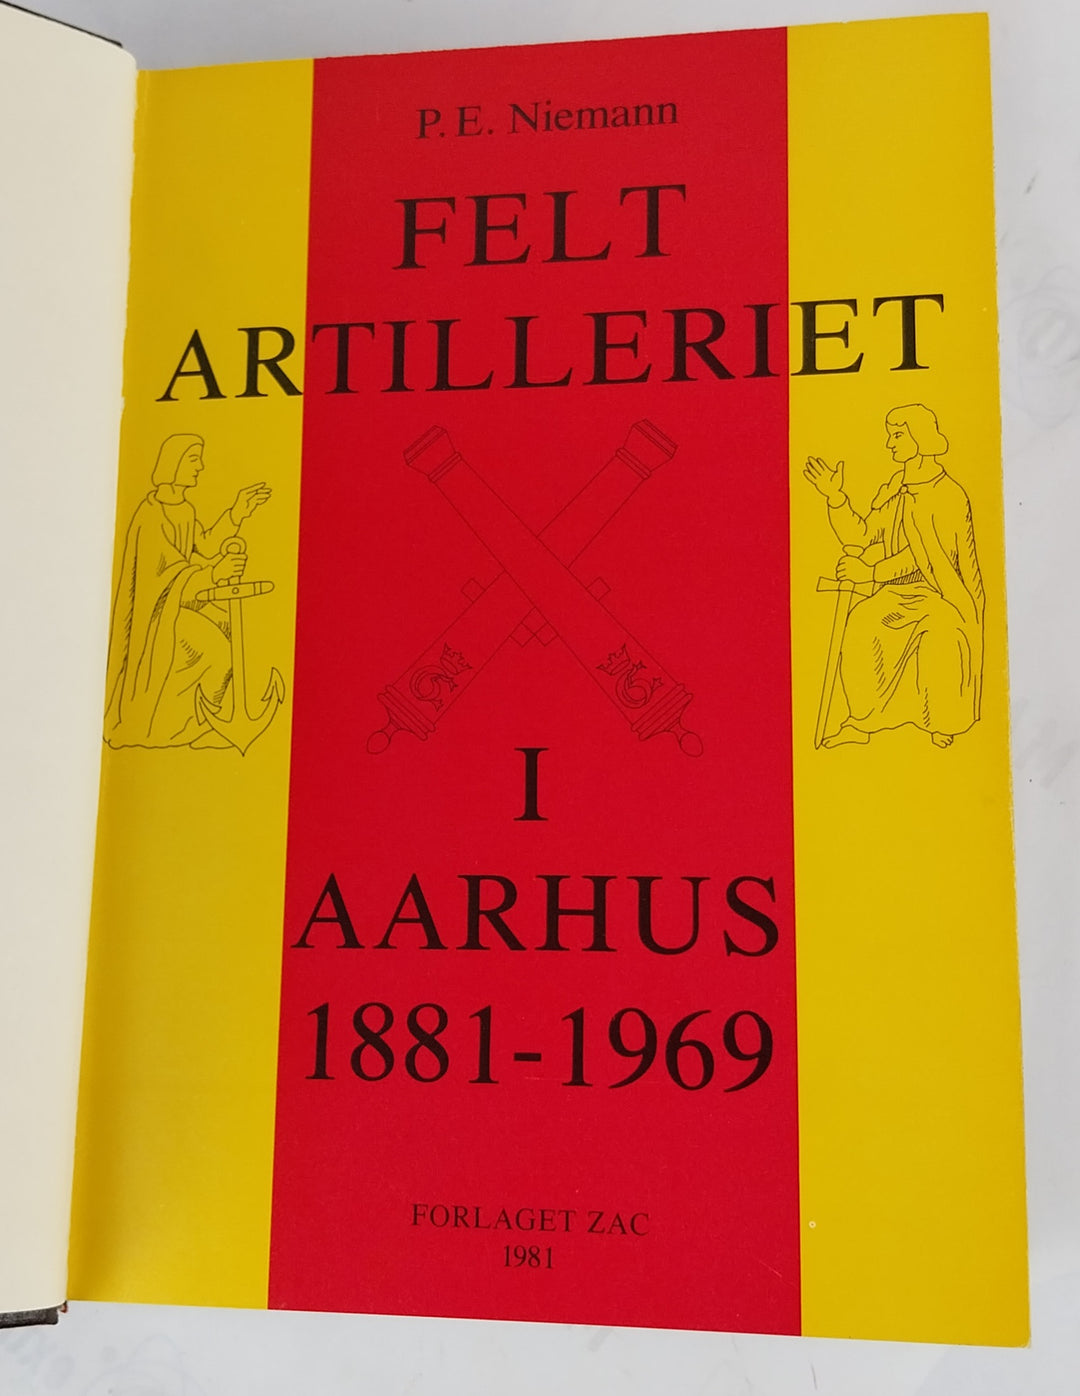 P. E. Niemann
FELT
ARTILLERIET
I
AARHUS
1881-1969
FORLAGET ZAC
1981